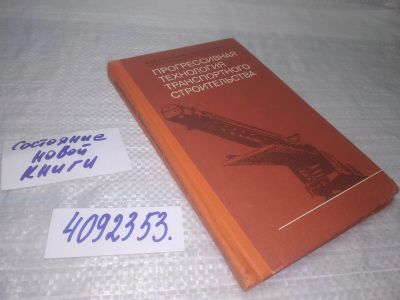 ПРОГРЕССИВНАЯ
ТЕХНОЛОГИЯ
ТРАНСПОРТНОГО
СТРОИТЕЛЬСТВА
состояние
новой
книги
4092353.